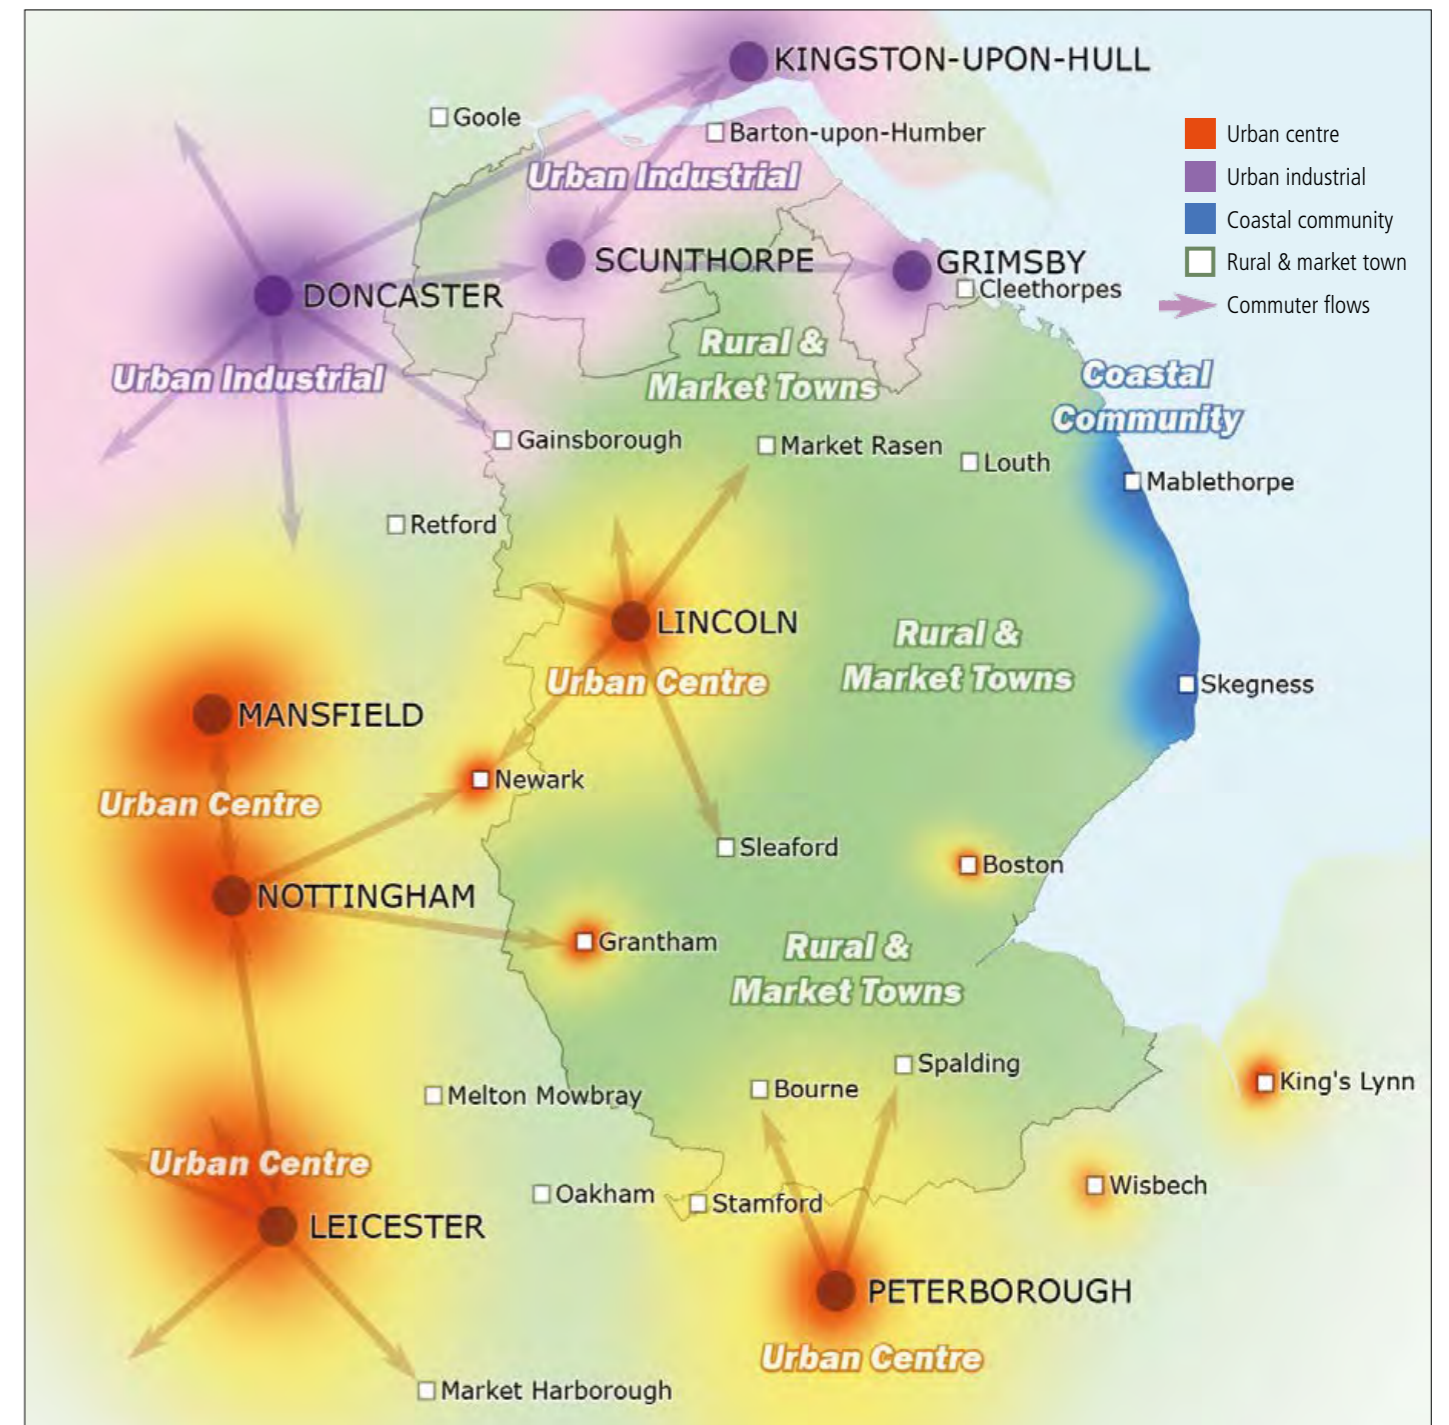 KINGSTON-UPON-HULL
Goole
Barton-upon-Humber
Urban Industrial
SCUNTHORPE
GRIMSBY
Cleethorpes
DONCASTER
Urban centre
Urban industrial
Coastal community
Rural & market town
Commuter flows
Urban Industrial
Rural &
Market Towns
Coastal
Community
Gainsborough
Market Rasen
Louth
Mablethorpe
Retford
LINCOLN
Urban Centre
Rural &
Market Towns
Skegness
MANSFIELD
Urban Centre
Newark
Sleaford
Boston
NOTTINGHAM
Grantham
Rural &
Market Towns
Melton Mowbray
Bourne
Spalding
King's Lynn
Urban Centre
Oakham
Stamford
Wisbech
LEICESTER
PETERBOROUGH
Urban Centre
Market Harborough